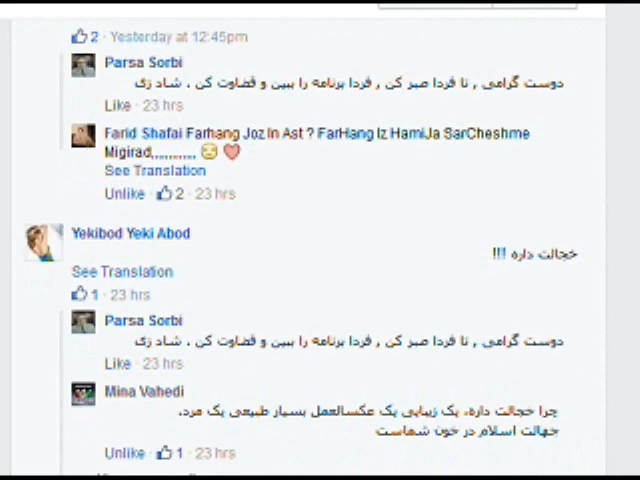 2 · Yesterday at 12:45pm
Parsa Sorbi
دوست گرامی , تا فردا صبر کن , فردا برنامه را ببین و قضاوت کن . شاد زی
Like · 23 hrs
Farid Shafai Farhang Joz In Ast ? FarHang Iz HamiJa SarCheshme
Migirad,,,,,,,,,,,
See Translation
Unlike · 2 · 23 hrs
Yekibod Yeki Abod
خجالت داره !!!
See Translation
1 · 23 hrs
Parsa Sorbi
دوست گرامی , تا فردا صبر کن , فردا برنامه را ببین و قضاوت کن . شاد زی
Like · 23 hrs
Mina Vahedi
چرا خجالت داره، یک زیبایی یک عکسالعمل بسیار طبیعی یک مرد،
جهالت اسلام در خون شماست
Unlike · 1 · 23 hrs